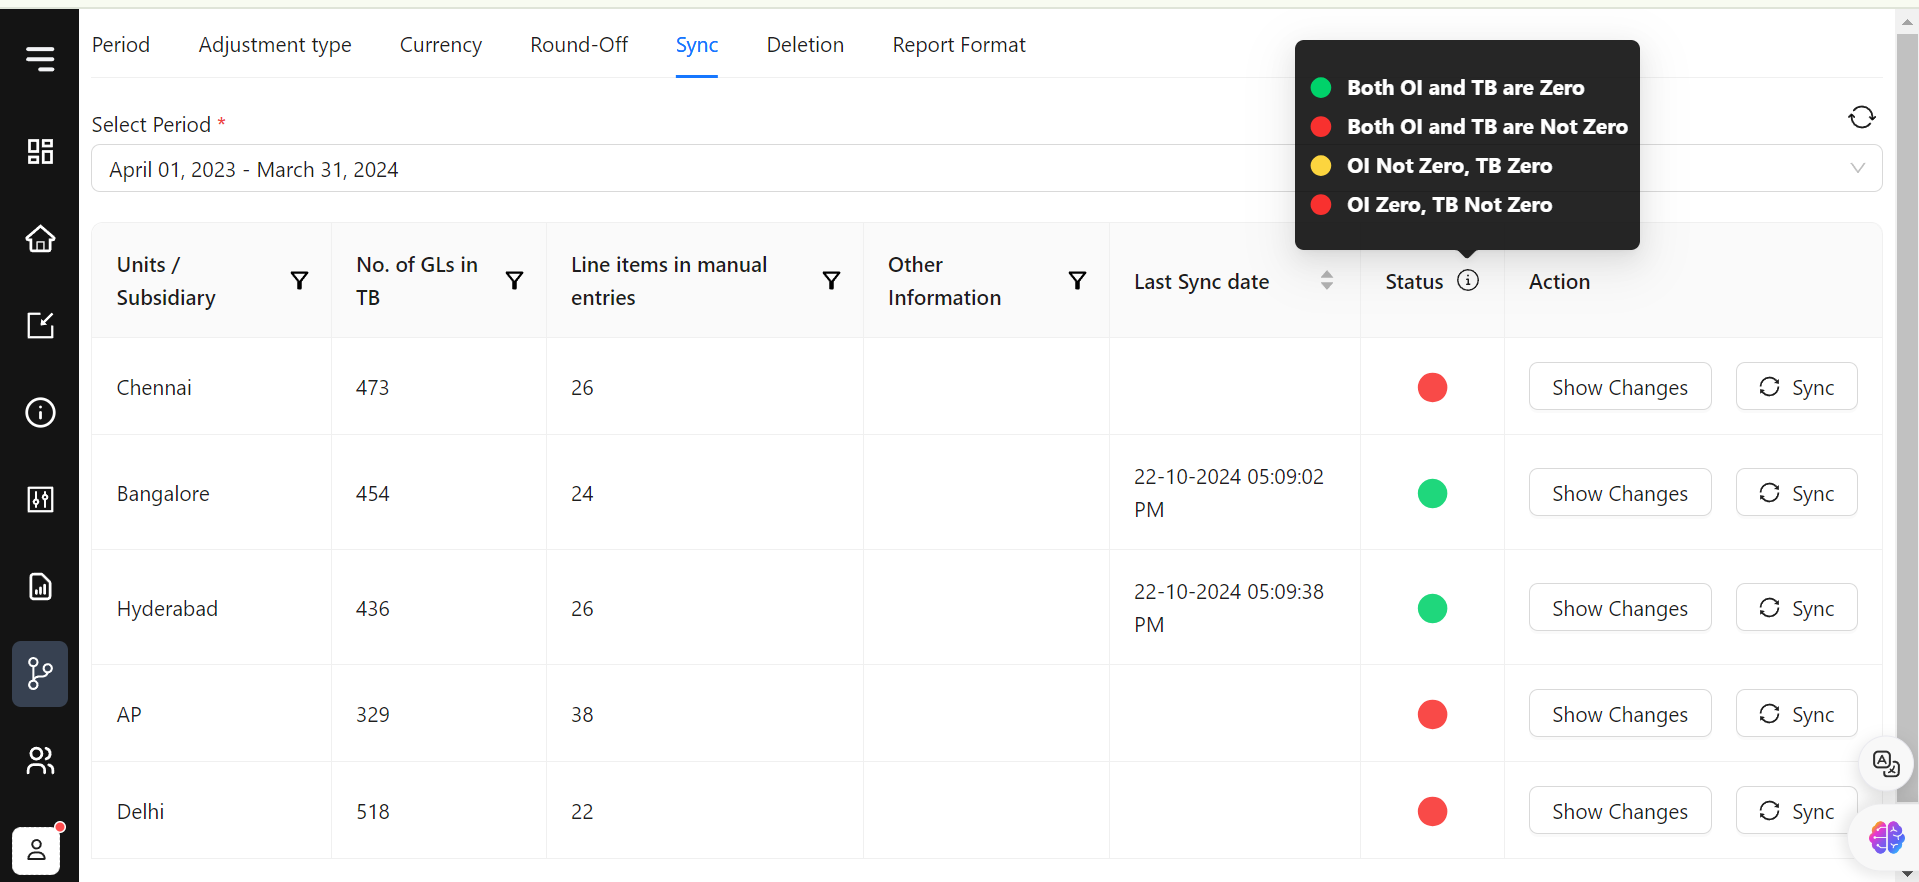 Period
Adjustment type
Currency
Round-Off
Sync
Deletion
Report Format
Both OI and TB are Zero
Both OI and TB are Not Zero
OI Not Zero, TB Zero
OI Zero, TB Not Zero
Select Period *
April 01, 2023 - March 31, 2024
Units /
Subsidiary
No. of GLs in
TB
Line items in manual
entries
Other
Information
Last Sync date
Status
Action
Chennai
473
26
Show Changes
Sync
Bangalore
454
24
22-10-2024 05:09:02
PM
Show Changes
Sync
Hyderabad
436
26
22-10-2024 05:09:38
PM
Show Changes
Sync
AP
329
38
Show Changes
Sync
Delhi
518
22
Show Changes
Sync